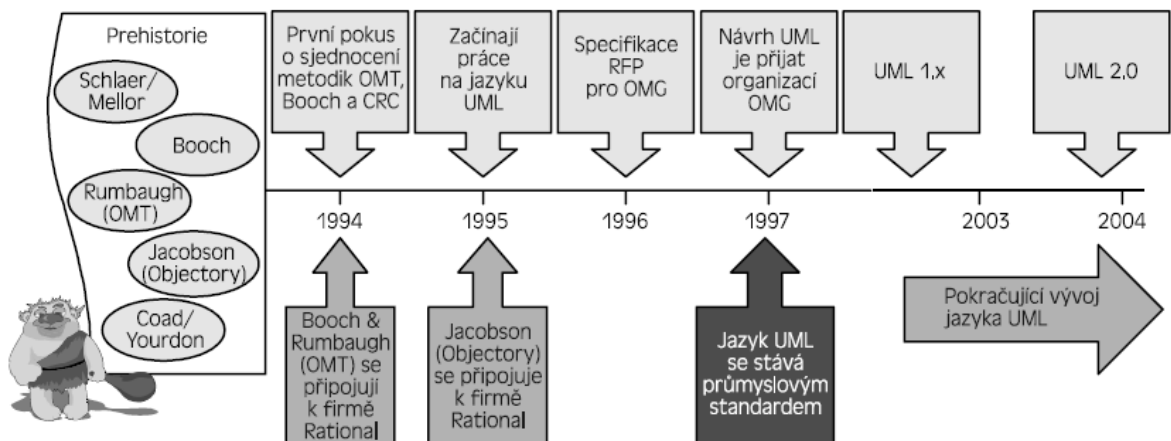 Prehistorie
Schlaer/
Mellor
Booch
Rumbaugh
(OMT)
Jacobson
(Objectory)
Coad/
Yourdon
První pokus
o sjednocení
metodik OMT,
Booch a CRC
Začínají
práce
na jazyku
UML
Specifikace
RFP
pro OMG
Návrh UML
je přijat
organizací
OMG
UML 1.x
UML 2.0
1994
1995
1996
1997
2003
2004
Booch &
Rumbaugh
(OMT) se
připojují
k firmě
Rational
Jacobson
(Objectory)
se připojuje
k firmě
Rational
Jazyk UML
se stává
průmyslovým
standardem
Pokračující vývoj
jazyka UML